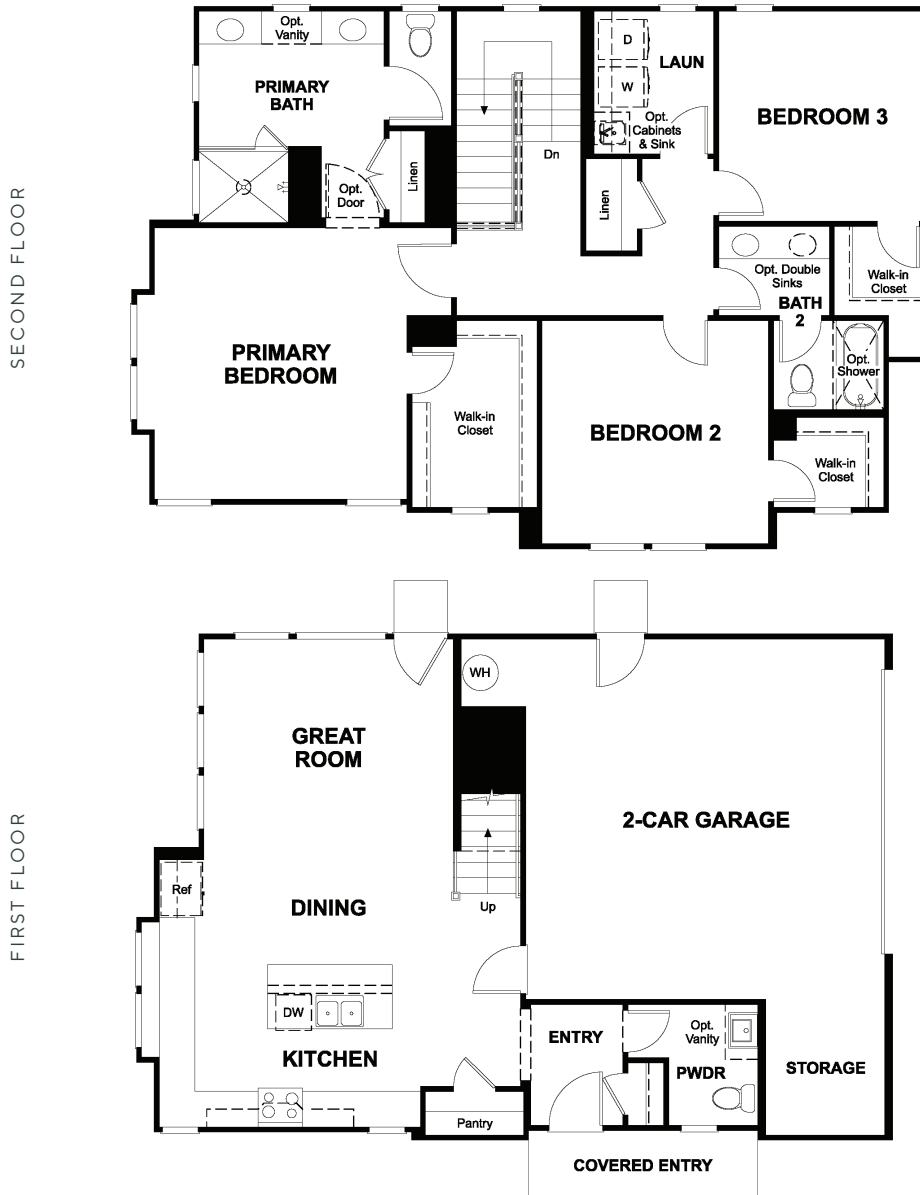 SECOND FLOOR
Opt.
Vanity
PRIMARY
BATH
Opt.
Door
Linen
Dn
D
W
LAUN
Opt.
Cabinets
& Sink
Linen
BEDROOM 3
Opt. Double
Sinks
BATH
2
Walk-in
Closet
Opt.
Shower
PRIMARY
BEDROOM
Walk-in
Closet
BEDROOM 2
Walk-in
Closet
FIRST FLOOR
WH
GREAT
ROOM
2-CAR GARAGE
Ref
DINING
Up
DW
KITCHEN
ENTRY
Opt.
Vanity
PWDR
STORAGE
Pantry
COVERED ENTRY